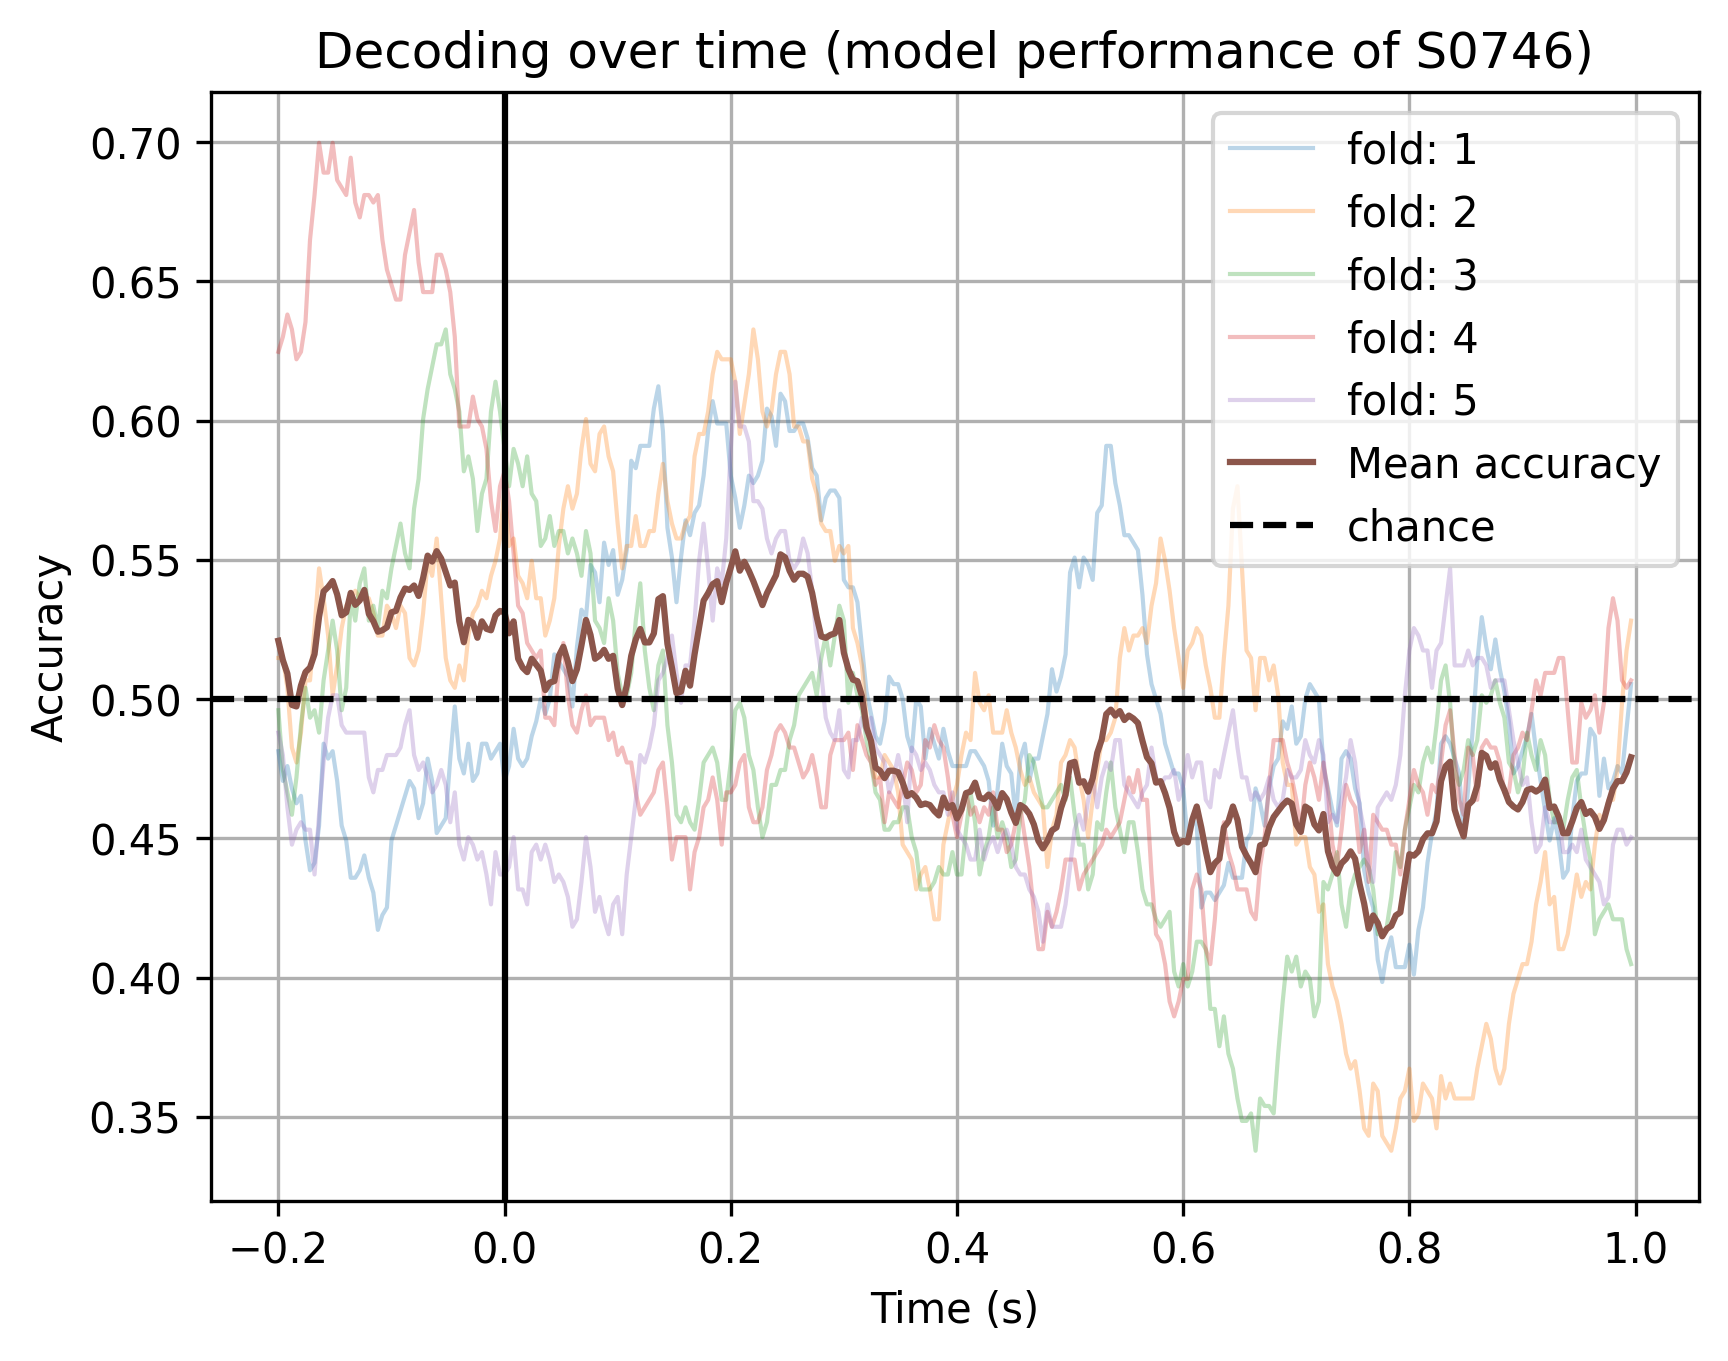 Decoding over time (model performance of S0746)
0.70
0.65
0.60
0.55
0.50
0.45
0.40
0.35
Accuracy
fold: 1
fold: 2
fold: 3
fold: 4
fold: 5
Mean accuracy
chance
−0.2 0.0 0.2 0.4 0.6 0.8 1.0
Time (s)